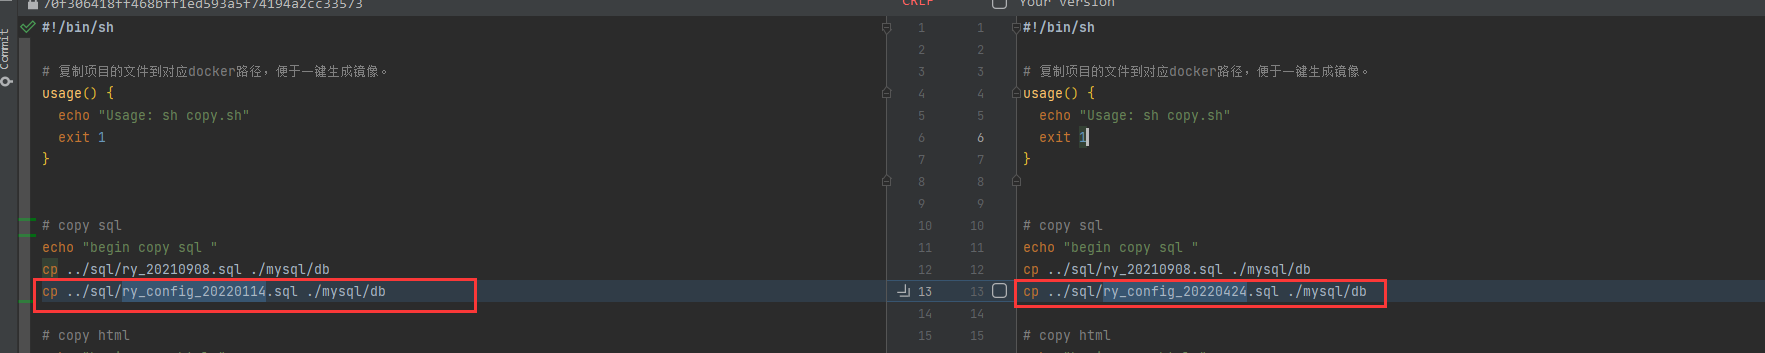 70f306418ff468bff1ed593a5f74194a2cc33573
CRLF
Your version
Commit
#!/bin/sh
# 复制项目的文件到对应docker路径，便于一键生成镜像。
usage() {
echo "Usage: sh copy.sh"
exit 1
}
# copy sql
echo "begin copy sql "
cp ../sql/ry_20210908.sql ./mysql/db
cp ../sql/ry_config_20220114.sql ./mysql/db
# copy html
1 1
2 2
3 3
4 4
5 5
6 6
7 7
8 8
9 9
10 10
11 11
12 12
13 13
14 14
15 15
#!/bin/sh
# 复制项目的文件到对应docker路径，便于一键生成镜像。
usage() {
echo "Usage: sh copy.sh"
exit 1
}
# copy sql
echo "begin copy sql "
cp ../sql/ry_20210908.sql ./mysql/db
cp ../sql/ry_config_20220424.sql ./mysql/db
# copy html